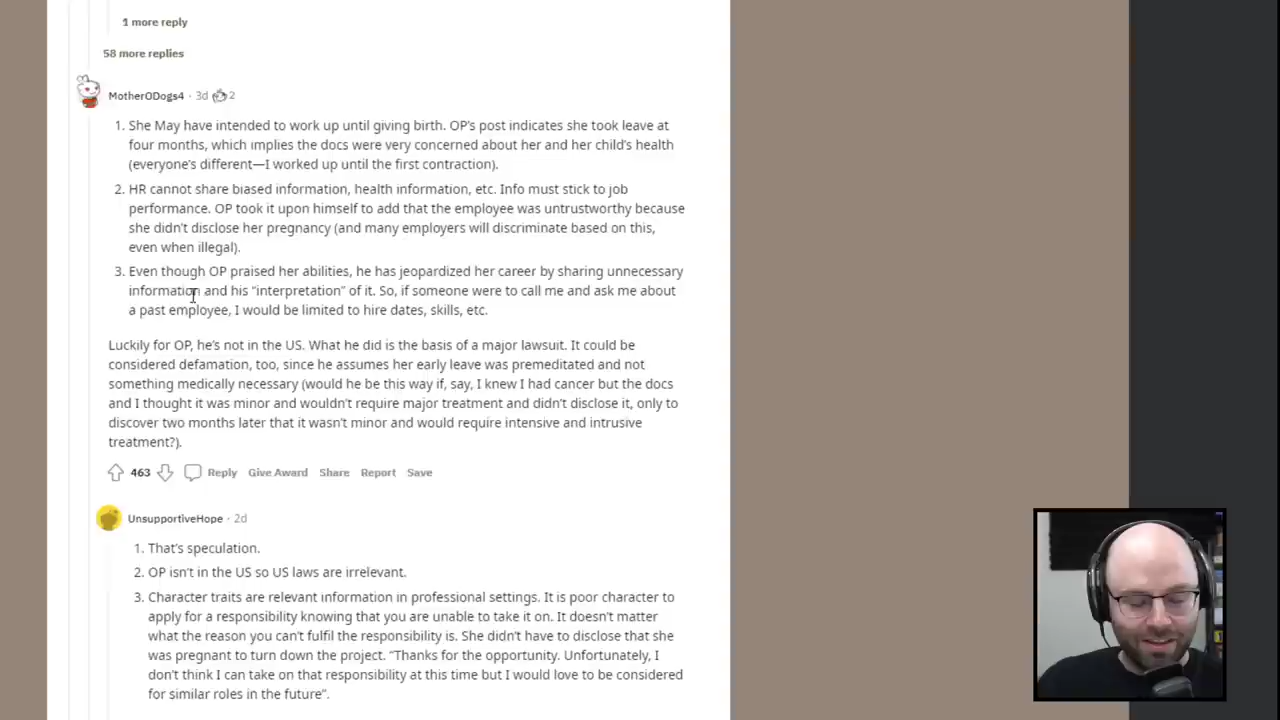 1 more reply
58 more replies
MotherODogs4 · 3d 2
1. She May have intended to work up until giving birth. OP's post indicates she took leave at
four months, which implies the docs were very concerned about her and her child's health
(everyone's different—I worked up until the first contraction).
2. HR cannot share biased information, health information, etc. Info must stick to job
performance. OP took it upon himself to add that the employee was untrustworthy because
she didn't disclose her pregnancy (and many employers will discriminate based on this,
even when illegal).
3. Even though OP praised her abilities, he has jeopardized her career by sharing unnecessary
information and his "interpretation" of it. So, if someone were to call me and ask me about
a past employee, I would be limited to hire dates, skills, etc.
Luckily for OP, he's not in the US. What he did is the basis of a major lawsuit. It could be
considered defamation, too, since he assumes her early leave was premeditated and not
something medically necessary (would he be this way if, say, I knew I had cancer but the docs
and I thought it was minor and wouldn't require major treatment and didn't disclose it, only to
discover two months later that it wasn't minor and would require intensive and intrusive
treatment?).
463 Reply Give Award Share Report Save
UnsupportiveHope · 2d
1. That's speculation.
2. OP isn't in the US so US laws are irrelevant.
3. Character traits are relevant information in professional settings. It is poor character to
apply for a responsibility knowing that you are unable to take it on. It doesn't matter
what the reason you can't fulfil the responsibility is. She didn't have to disclose that she
was pregnant to turn down the project. "Thanks for the opportunity. Unfortunately, I
don't think I can take on that responsibility at this time but I would love to be considered
for similar roles in the future".